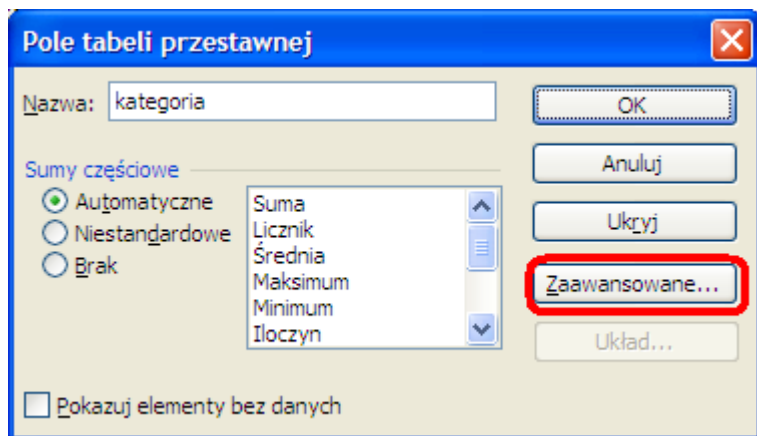 Pole tabeli przestawnej
Nazwa: kategoria
OK
Sumy częściowe
Anuluj
Automatyczne
Niestandardowe
Brak
Suma
Licznik
Średnia
Maksimum
Minimum
Iloczyn
Ukryj
Zaawansowane...
Układ...
Pokazuj elementy bez danych